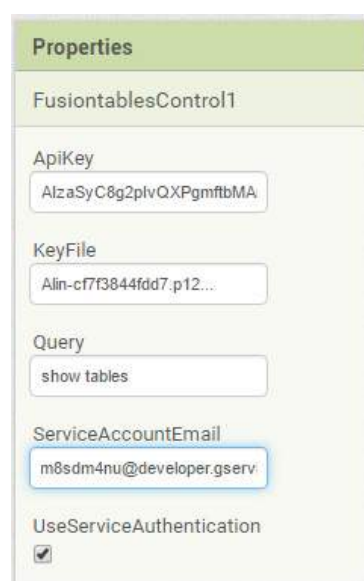 Properties
FusiontablesControl1
ApiKey
AIzaSyC8g2plvQXPgmftbMA
KeyFile
Alin-cf7f3844fdd7.p12...
Query
show tables
ServiceAccountEmail
m8sdm4nu@developer.gserv
UseServiceAuthentication